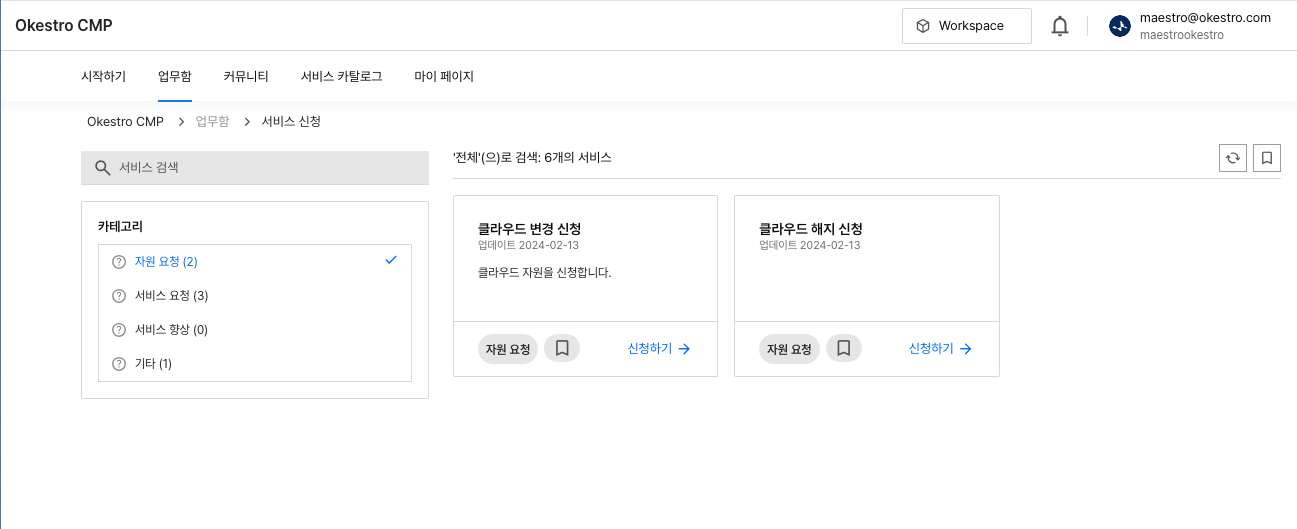 Okestro CMP
Workspace
maestro@okestro.com
maestrookestro
시작하기 업무함 커뮤니티 서비스 카탈로그 마이 페이지
Okestro CMP > 업무함 > 서비스 신청
서비스 검색
'전체'(으)로 검색: 6개의 서비스
카테고리
자원 요청 (2)
서비스 요청 (3)
서비스 향상 (0)
기타 (1)
클라우드 변경 신청
업데이트 2024-02-13
클라우드 자원을 신청합니다.
자원 요청
신청하기
클라우드 해지 신청
업데이트 2024-02-13
자원 요청
신청하기